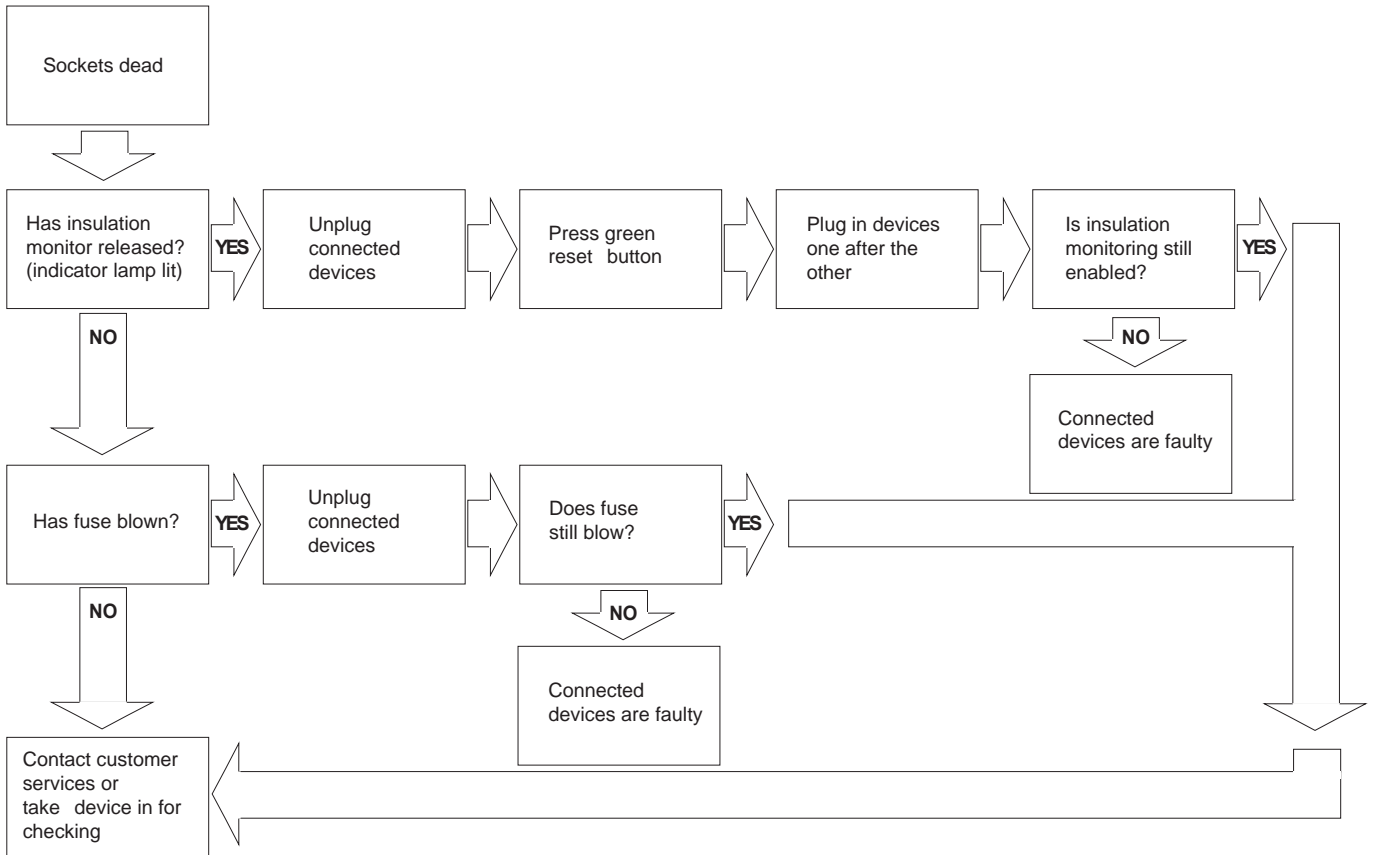 Sockets dead
Has insulation
monitor released?
(indicator lamp lit)
YES
Unplug
connected
devices
Press green
reset button
Plug in devices
one after the
other
Is insulation
monitoring still
enabled?
YES
NO
NO
Connected
devices are faulty
Has fuse blown?
YES
Unplug
connected
devices
Does fuse
still blow?
YES
NO
NO
Connected
devices are faulty
Contact customer
services or
take device in for
checking